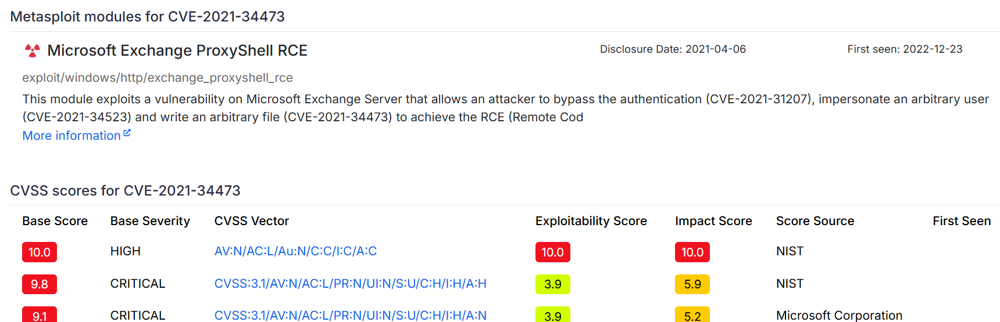 Metasploit modules for CVE-2021-34473
Microsoft Exchange ProxyShell RCE Disclosure Date: 2021-04-06 First seen: 2022-12-23
exploit/windows/http/exchange_proxyshell_rce
This module exploits a vulnerability on Microsoft Exchange Server that allows an attacker to bypass the authentication (CVE-2021-31207), impersonate an arbitrary user
(CVE-2021-34523) and write an arbitrary file (CVE-2021-34473) to achieve the RCE (Remote Cod
More information
CVSS scores for CVE-2021-34473
Base Score Base Severity CVSS Vector Exploitability Score Impact Score Score Source First Seen
10.0 HIGH AV:N/AC:L/Au:N/C:C/I:C/A:C 10.0 10.0 NIST
9.8 CRITICAL CVSS:3.1/AV:N/AC:L/PR:N/UI:N/S:U/C:H/I:H/A:H 3.9 5.9 NIST
9.1 CRITICAL CVSS:3.1/AV:N/AC:L/PR:N/UI:N/S:U/C:H/I:H/A:N 3.9 5.2 Microsoft Corporation